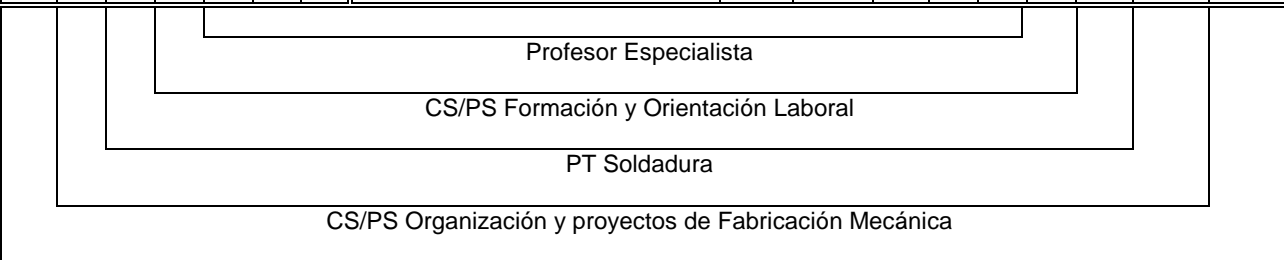 Profesor Especialista
CS/PS Formación y Orientación Laboral
PT Soldadura
CS/PS Organización y proyectos de Fabricación Mecánica